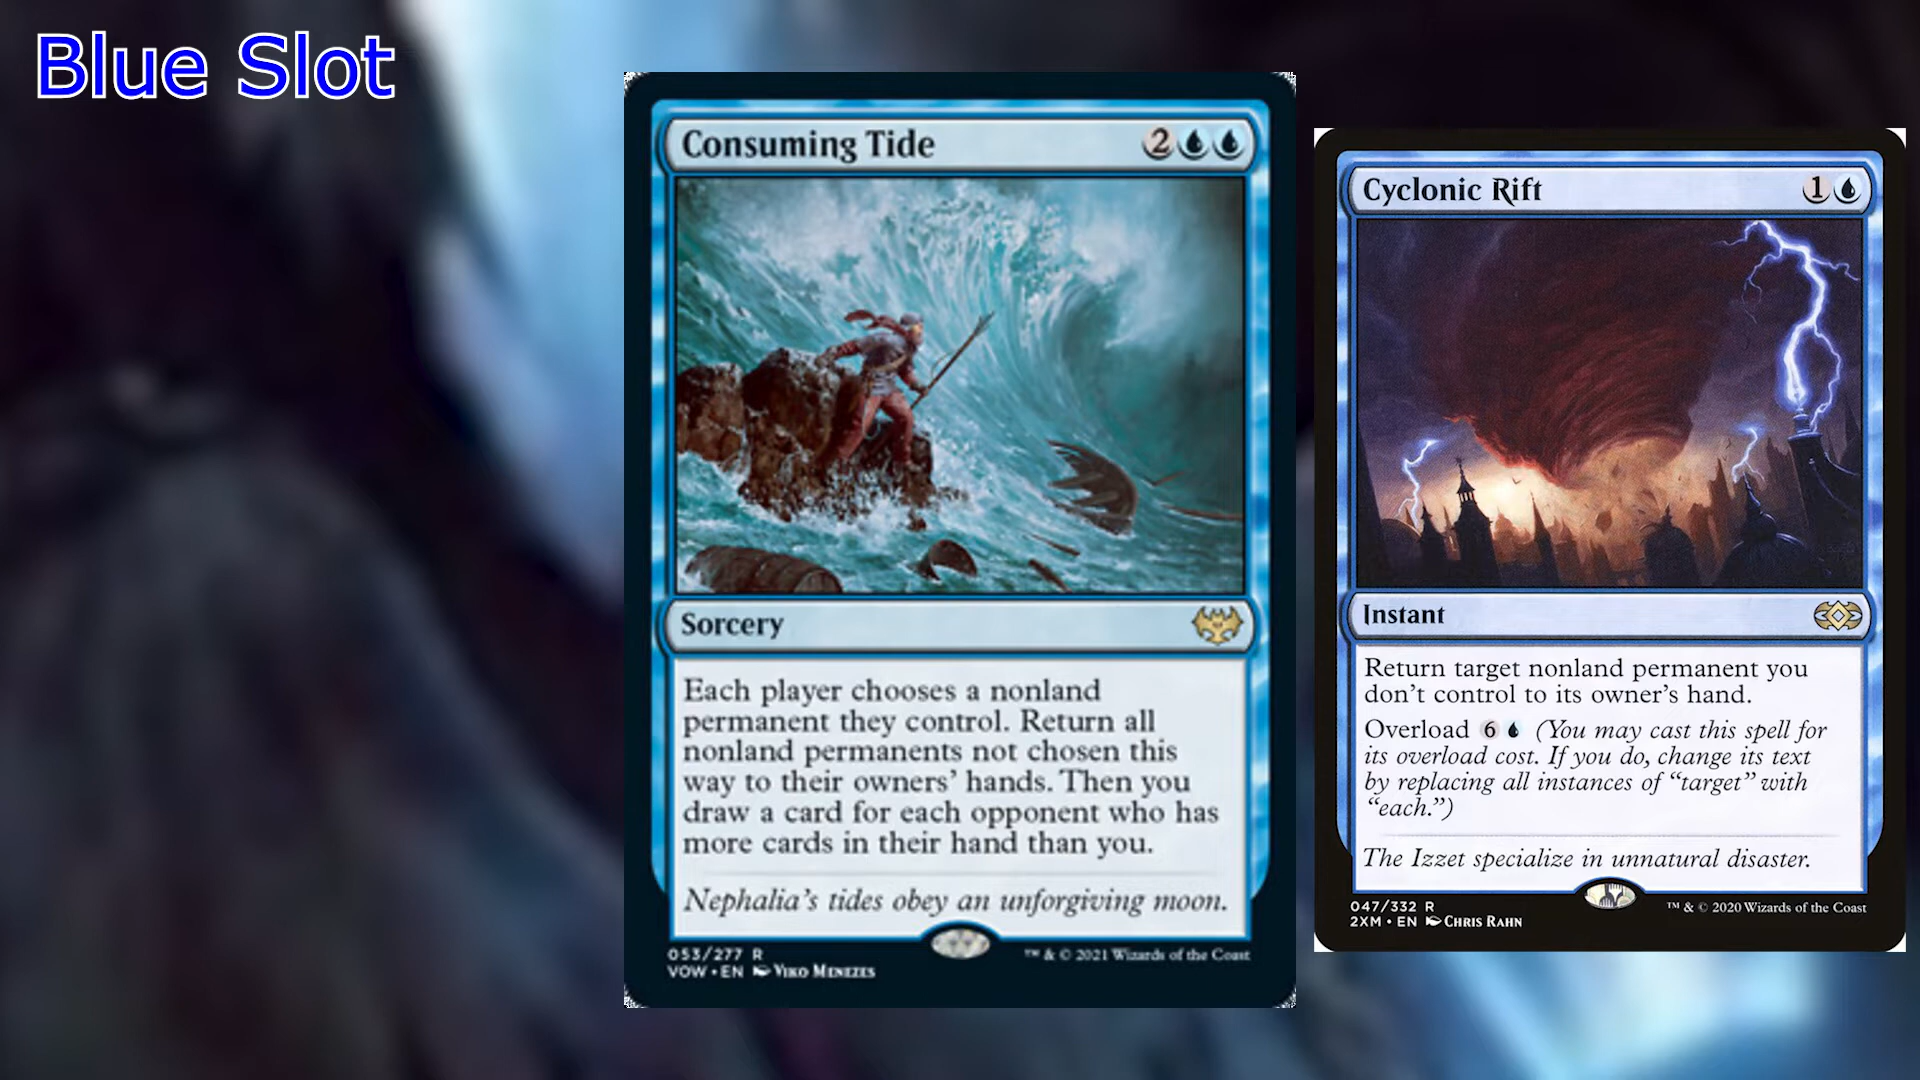 Blue Slot
Consuming Tide 2
Sorcery
Each player chooses a nonland
permanent they control. Return all
nonland permanents not chosen this
way to their owners' hands. Then you
draw a card for each opponent who has
more cards in their hand than you.
Nephalia's tides obey an unforgiving moon.
053/277 R
VOW • EN Viko Menezes
™ & © 2021 Wizards of the Coast
Cyclonic Rift 1
Instant
Return target nonland permanent you
don't control to its owner's hand.
Overload 6 (You may cast this spell for
its overload cost. If you do, change its text
by replacing all instances of “target” with
“each.”)
The Izzet specialize in unnatural disaster.
047/332 R
2XM • EN Chris Rahn
™ & © 2020 Wizards of the Coast